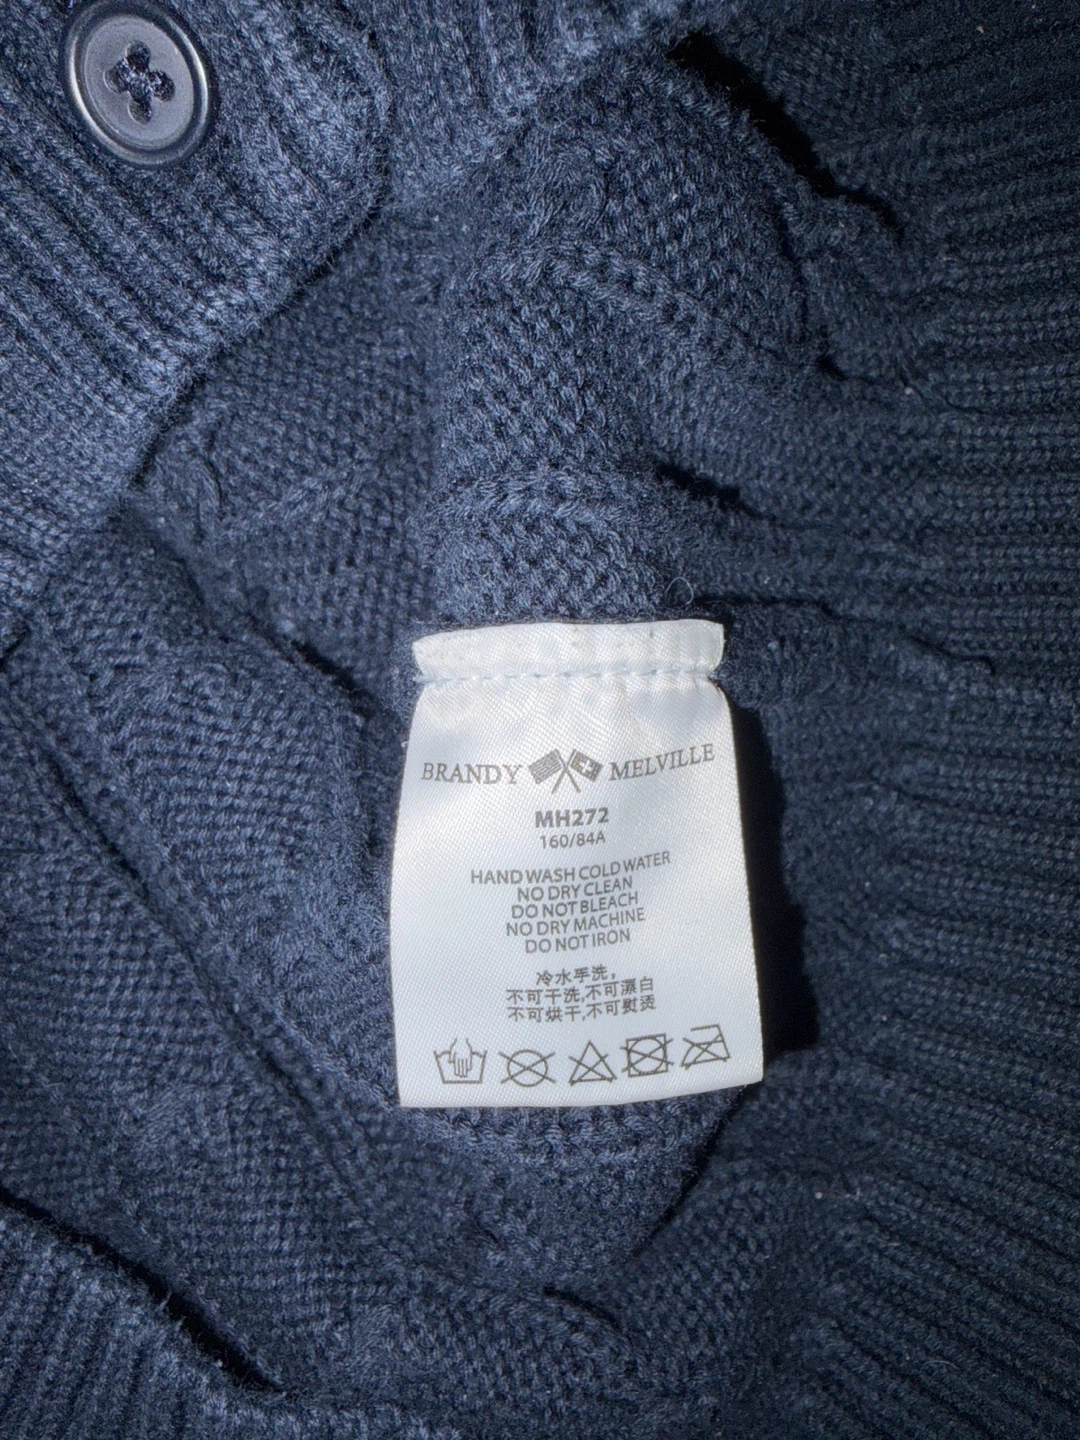 BRANDY MELVILLE
MH272
160/84A
HAND WASH COLD WATER
NO DRY CLEAN
DO NOT BLEACH
NO DRY MACHINE
DO NOT IRON
冷水手洗，
不可干洗,不可漂白
不可烘干,不可熨烫